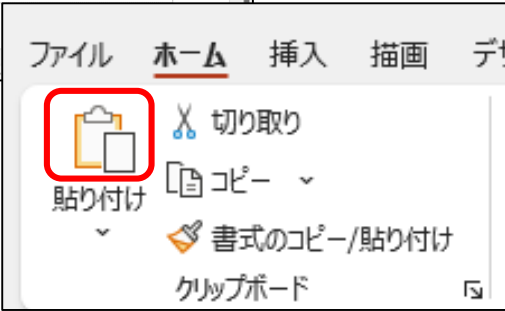 ファイル ホーム 挿入 描画
切り取り
コピー
貼り付け
書式のコピー/貼り付け
クリップボード